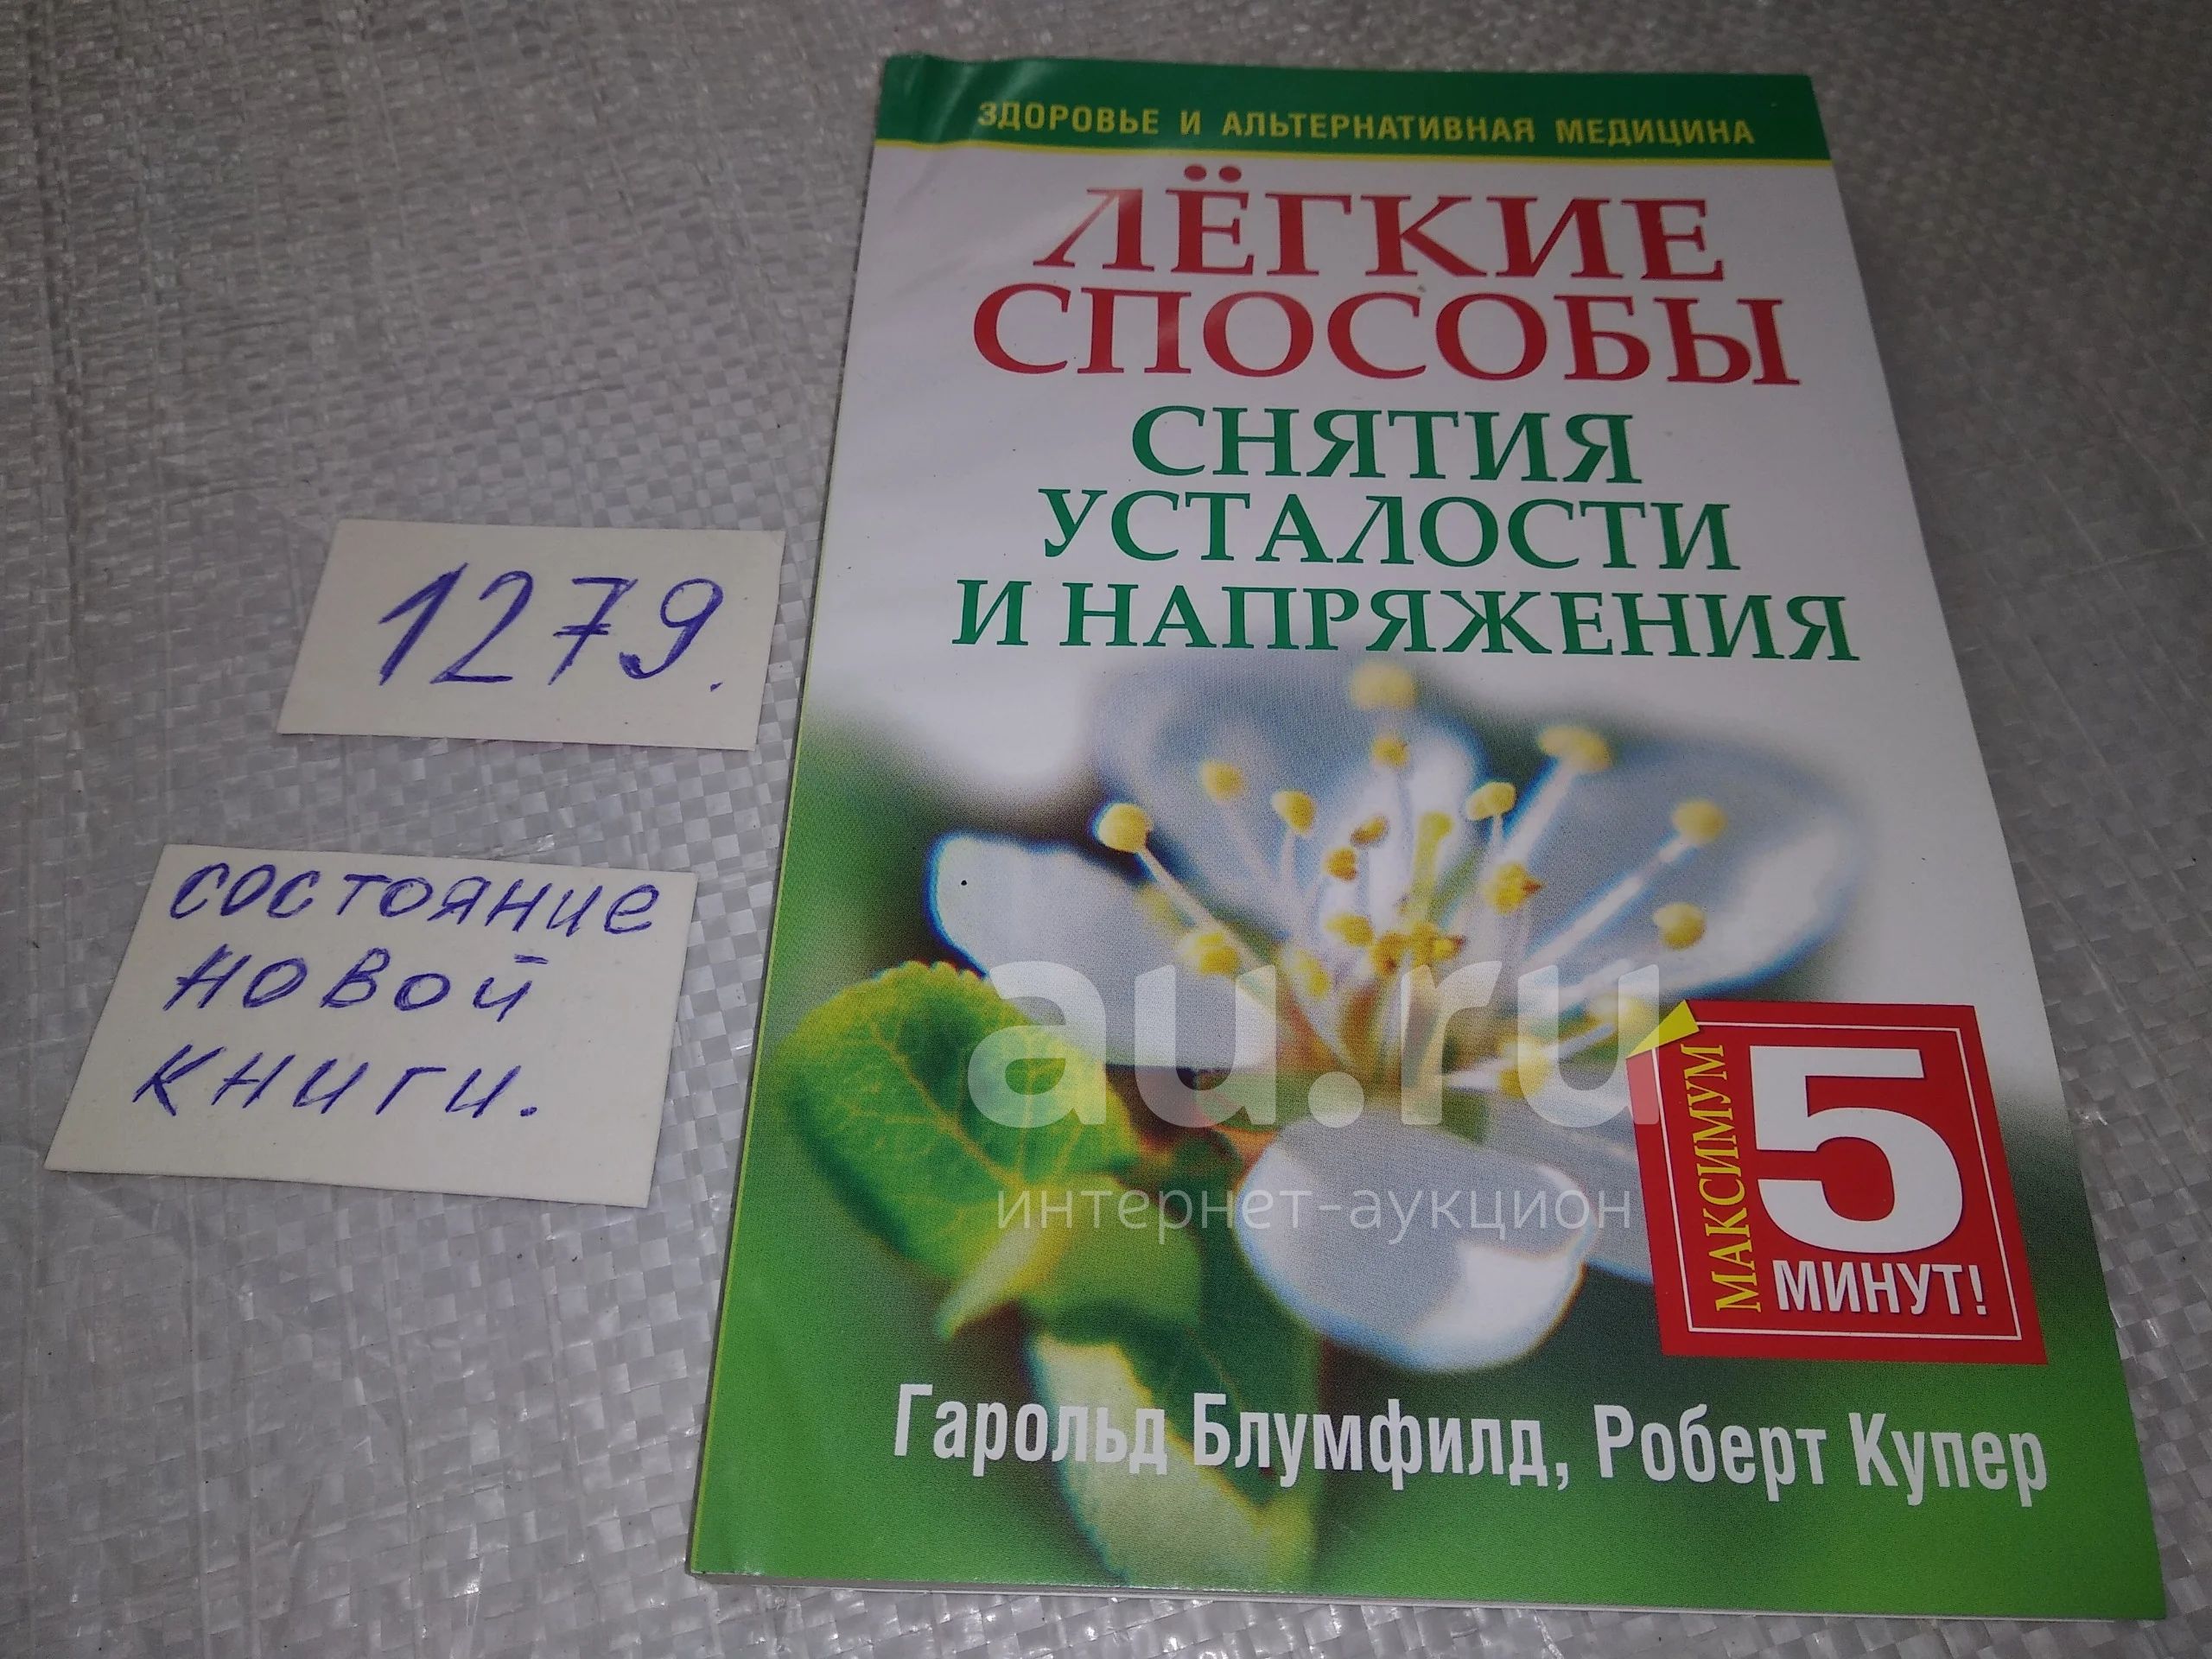 ЗДОРОВЬЕ И АЛЬТЕРНАТИВНАЯ МЕДИЦИНА
ЛЁГКИЕ
СПОСОБЫ
СНЯТИЯ
УСТАЛОСТИ
И НАПРЯЖЕНИЯ
1279.
состояние
новой
книги.
au.ru
интернет-аукцион
МАКСИМУМ
5
МИНУТ!
Гарольд Блумфилд, Роберт Купер